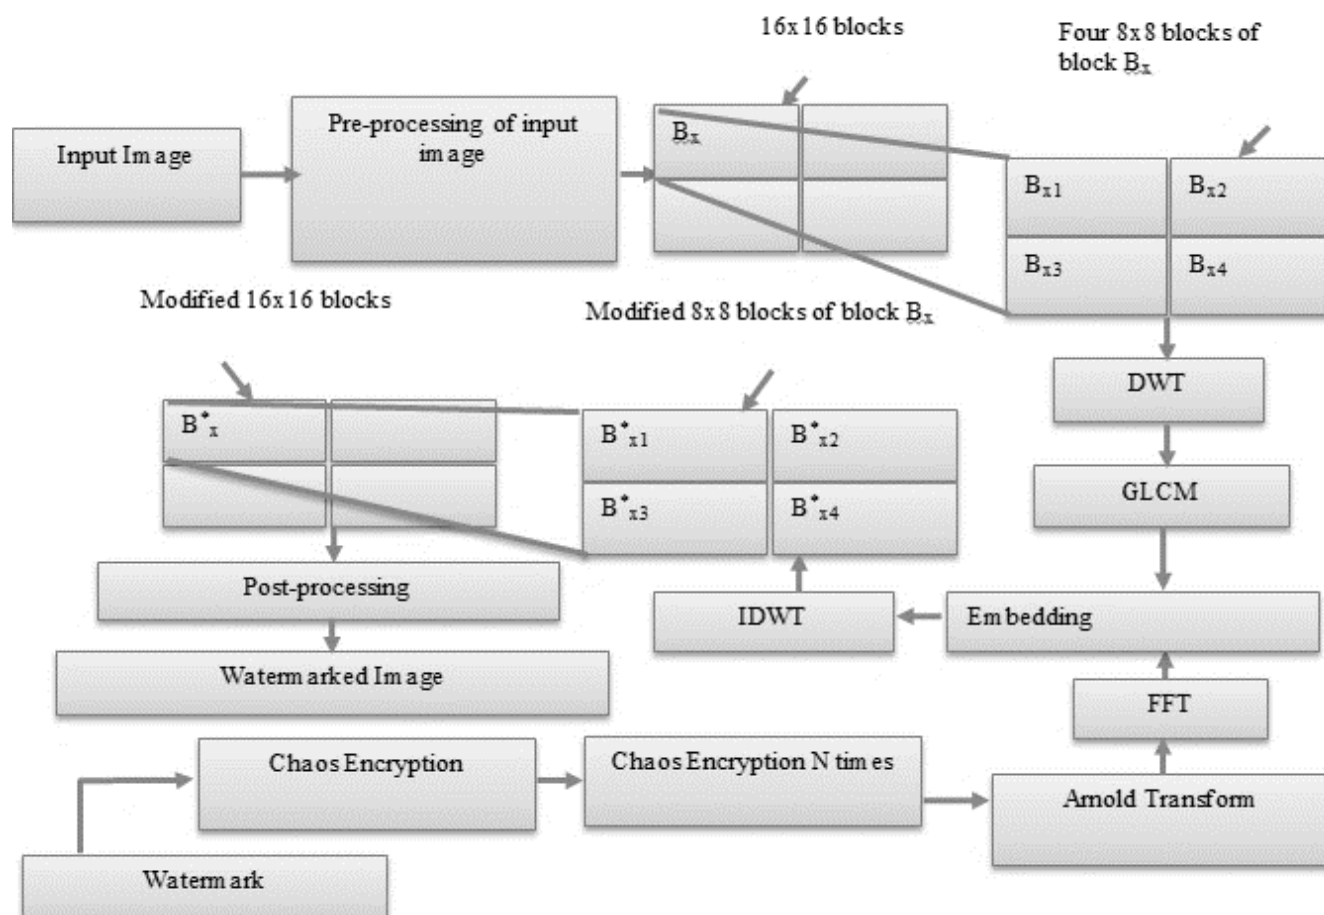 16x16 blocks
Four 8x8 blocks of
block Bₓ
Input Image
Pre-processing of input
image
Bₓ
Bₓ₁
Bₓ₂
Bₓ₃
Bₓ₄
Modified 16x16 blocks
Modified 8x8 blocks of block Bₓ
DWT
B*ₓ
B*ₓ₁
B*ₓ₂
B*ₓ₃
B*ₓ₄
GLCM
Post-processing
IDWT
Embedding
Watermarked Image
FFT
Chaos Encryption
Chaos Encryption N times
Arnold Transform
Watermark